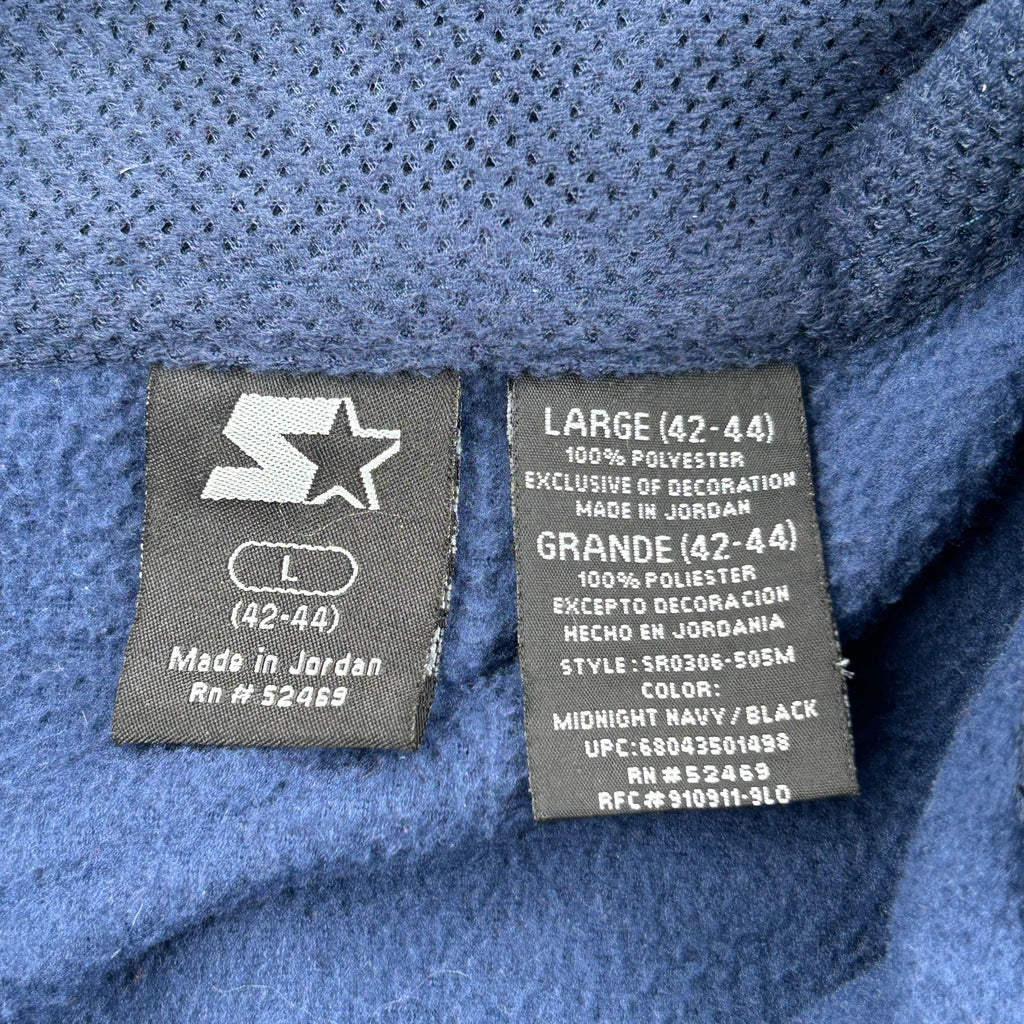 L
(42-44)
Made in Jordan
Rn # 52469
LARGE (42-44)
100% POLYESTER
EXCLUSIVE OF DECORATION
MADE IN JORDAN
GRANDE (42-44)
100% POLIESTER
EXCEPTO DECORACION
HECHO EN JORDANIA
STYLE: SR0306-505M
COLOR:
MIDNIGHT NAVY/BLACK
UPC:68043501498
RN #52469
RFC# 910911-9L0